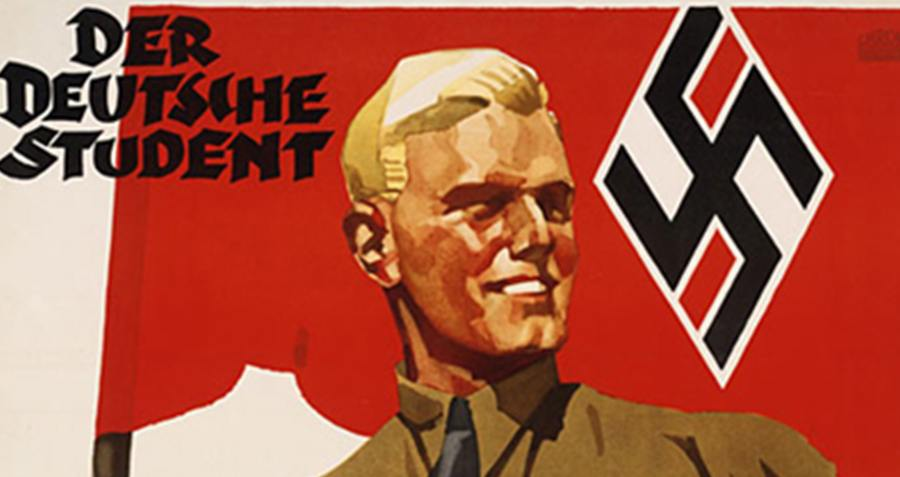 DER
DEUTSCHE
STUDENT